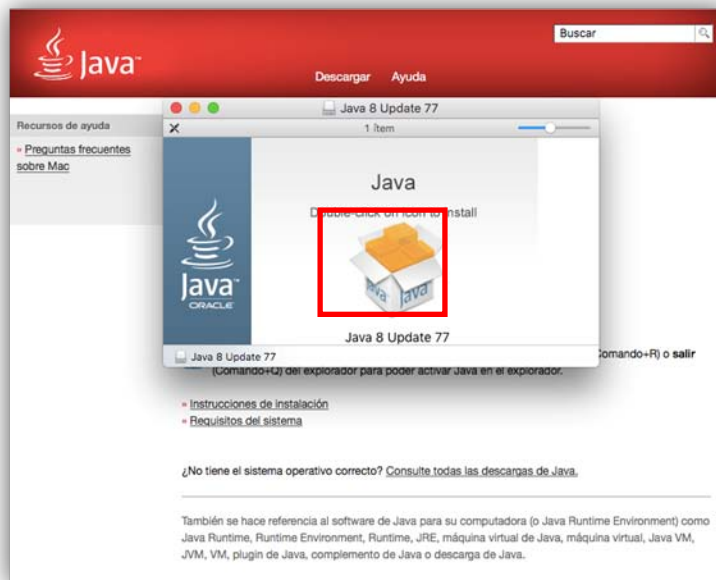 Java
Buscar
Descargar Ayuda
Recursos de ayuda
» Preguntas frecuentes
sobre Mac
Java 8 Update 77
1 ítem
Java
ORACLE
Java
Double-click on icon to install
Java Java
Java 8 Update 77
Java 8 Update 77
Comando+R) o salir
(Comando+Q) del explorador para poder activar Java en el explorador.
» Instrucciones de instalación
» Requisitos del sistema
¿No tiene el sistema operativo correcto? Consulte todas las descargas de Java.
También se hace referencia al software de Java para su computadora (o Java Runtime Environment) como
Java Runtime, Runtime Environment, Runtime, JRE, máquina virtual de Java, máquina virtual, Java VM,
JVM, VM, plugin de Java, complemento de Java o descarga de Java.